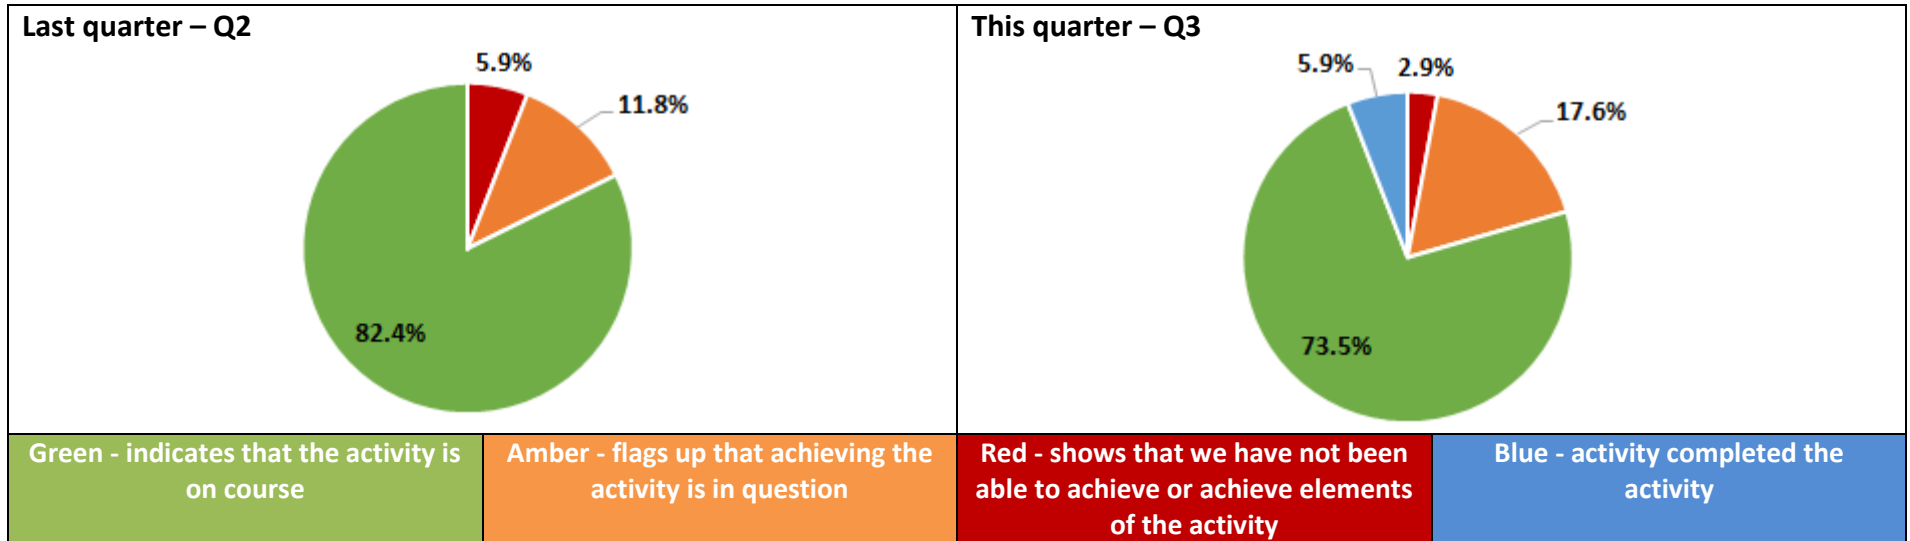 Last quarter – Q2
5.9%
11.8%
82.4%
This quarter – Q3
5.9%
2.9%
17.6%
73.5%
Green - indicates that the activity is
on course
Amber - flags up that achieving the
activity is in question
Red - shows that we have not been
able to achieve or achieve elements
of the activity
Blue - activity completed the
activity